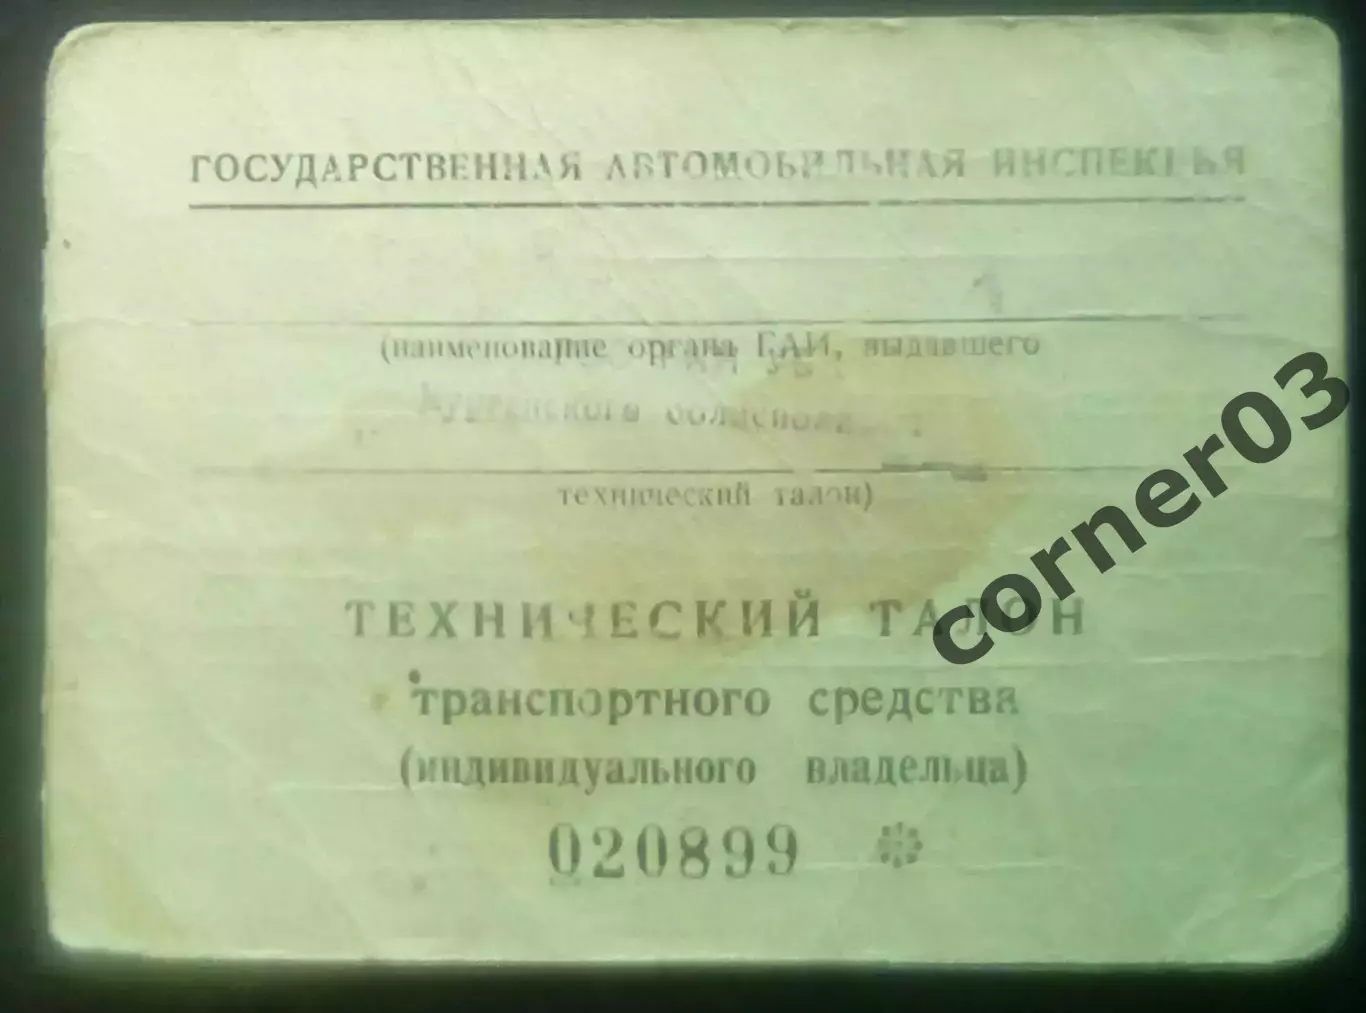 ГОСУДАРСТВЕННАЯ АВТОМОБИЛЬНАЯ ИНСПЕКЦИЯ
(наименование органа ГАИ, выдавшего
технический талон)
ТЕХНИЧЕСКИЙ ТАЛОН
транспортного средства
(индивидуального владельца)
020899 *
corner03